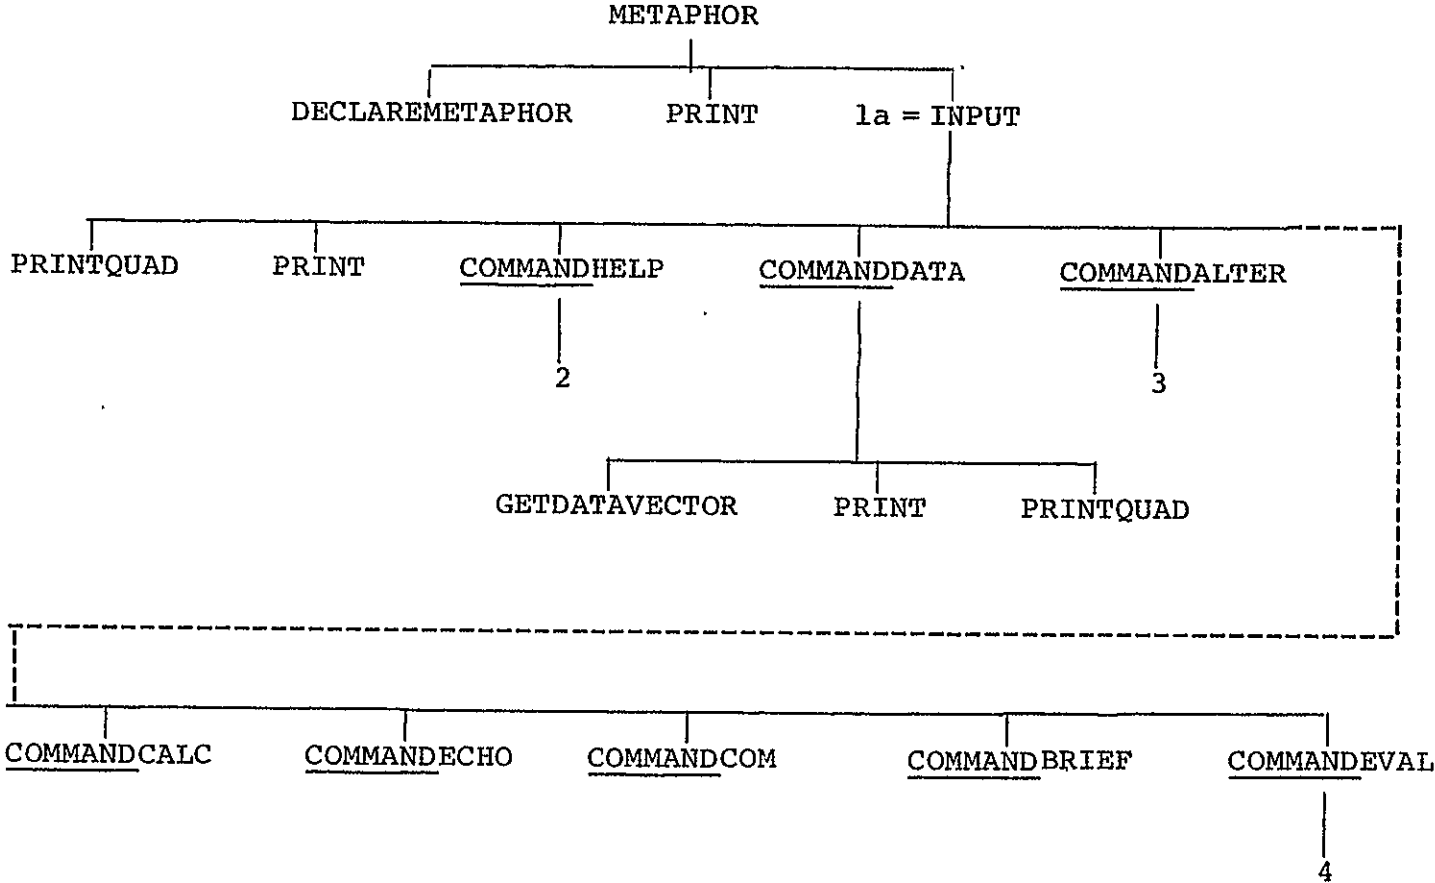 METAPHOR
DECLAREMETAPHOR PRINT 1a = INPUT
PRINTQUAD PRINT COMMANDHELP COMMANDDATA COMMANDALTER
2 3
GETDATAVECTOR PRINT PRINTQUAD
COMMANDCALC COMMANDECHO COMMANDCOM COMMANDBRIEF COMMANDEVAL
4